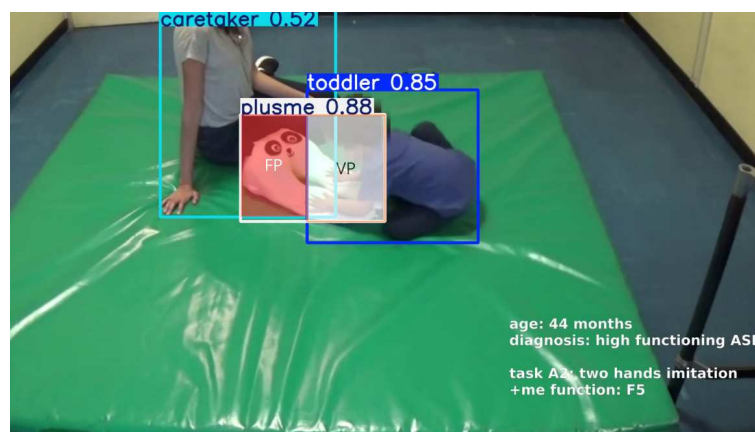 caretaker 0.52
toddler 0.85
plusme 0.88
FP
VP
age: 44 months
diagnosis: high functioning ASI
task A2: two hands imitation
+me function: F5